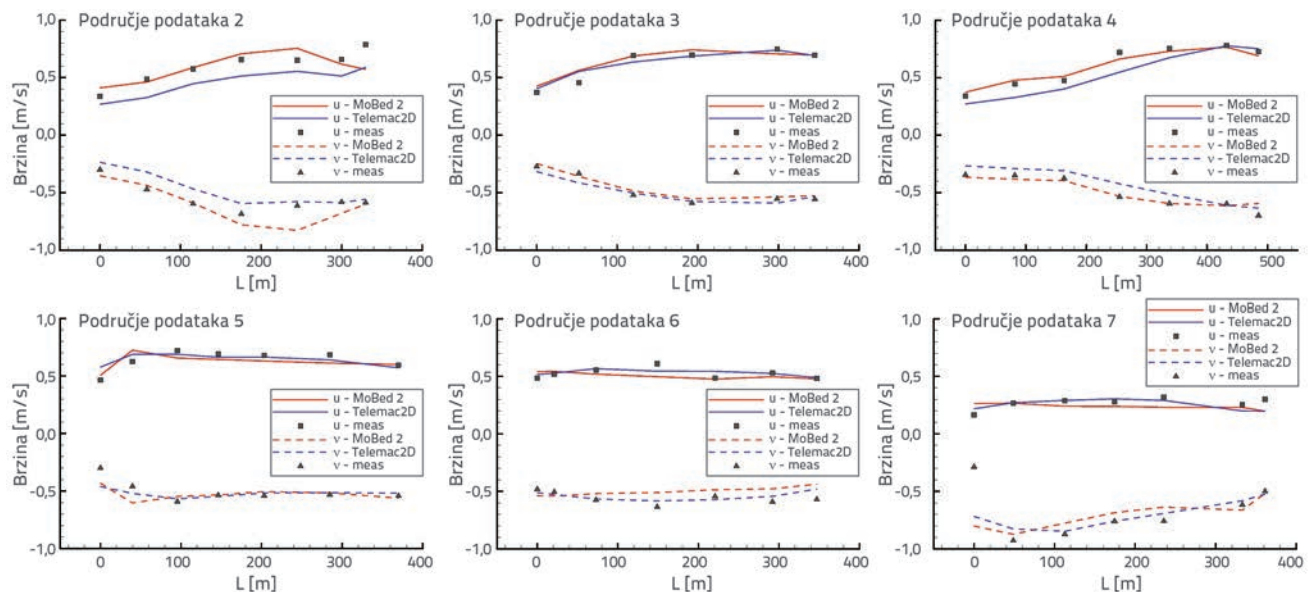 Područje podataka 2
Brzina [m/s]
1,0
0,5
0,0
-0,5
-1,0
u - MoBed 2
u - Telemac2D
u - meas
v - MoBed 2
v - Telemac2D
v - meas
0 100 200 300 400
L [m]
Područje podataka 3
Brzina [m/s]
1,0
0,5
0,0
-0,5
-1,0
u - MoBed 2
u - Telemac2D
u - meas
v - MoBed 2
v - Telemac2D
v - meas
0 100 200 300 400
L [m]
Područje podataka 4
Brzina [m/s]
1,0
0,5
0,0
-0,5
-1,0
u - MoBed 2
u - Telemac2D
u - meas
v - MoBed 2
v - Telemac2D
v - meas
0 100 200 300 400 500
L [m]
Područje podataka 5
Brzina [m/s]
1,0
0,5
0,0
-0,5
-1,0
u - MoBed 2
u - Telemac2D
u - meas
v - MoBed 2
v - Telemac2D
v - meas
0 100 200 300 400
L [m]
Područje podataka 6
Brzina [m/s]
1,0
0,5
0,0
-0,5
-1,0
u - MoBed 2
u - Telemac2D
u - meas
v - MoBed 2
v - Telemac2D
v - meas
0 100 200 300 400
L [m]
Područje podataka 7
Brzina [m/s]
1,0
0,5
0,0
-0,5
-1,0
u - MoBed 2
u - Telemac2D
u - meas
v - MoBed 2
v - Telemac2D
v - meas
0 100 200 300 400
L [m]